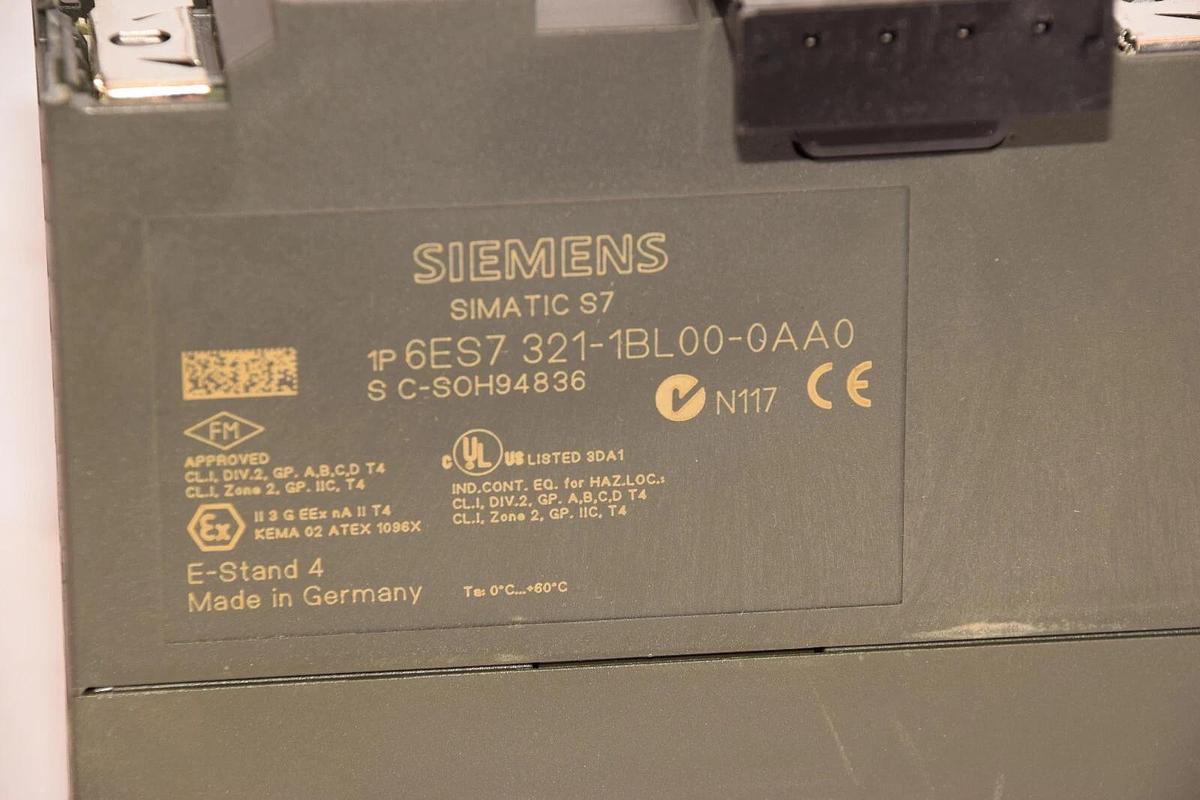 SIEMENS
SIMATIC S7
1P 6ES7 321-1BL00-0AA0
S C-SOH94836
N117
CE
FM
APPROVED
CL.I, DIV.2, GP. A,B,C,D T4
CL.I, Zone 2, GP. IIC, T4
c UL US LISTED 3DA1
IND.CONT. EQ. for HAZ.LOC.:
CL.I, DIV.2, GP. A,B,C,D T4
CL.I, Zone 2, GP. IIC, T4
Ex
II 3 G EEx nA II T4
KEMA 02 ATEX 1096X
E-Stand 4
Made in Germany
Ta: 0°C...+60°C